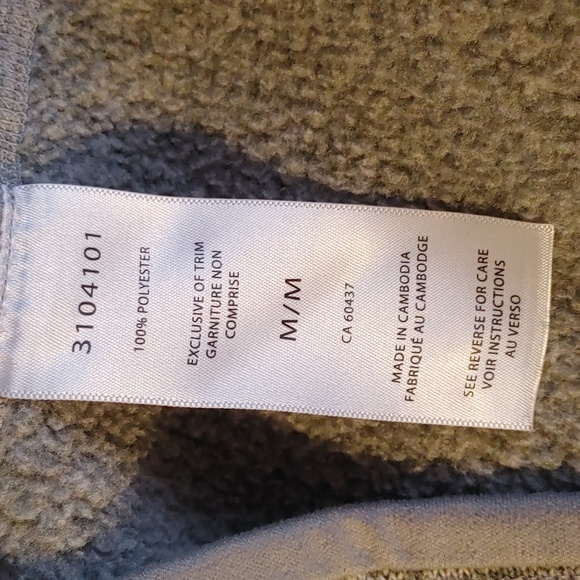 3104101
100% POLYESTER
EXCLUSIVE OF TRIM
GARNITURE NON
COMPRISE
M/M
CA 60437
MADE IN CAMBODIA
FABRIQUÉ AU CAMBODGE
SEE REVERSE FOR CARE
VOIR INSTRUCTIONS
AU VERSO